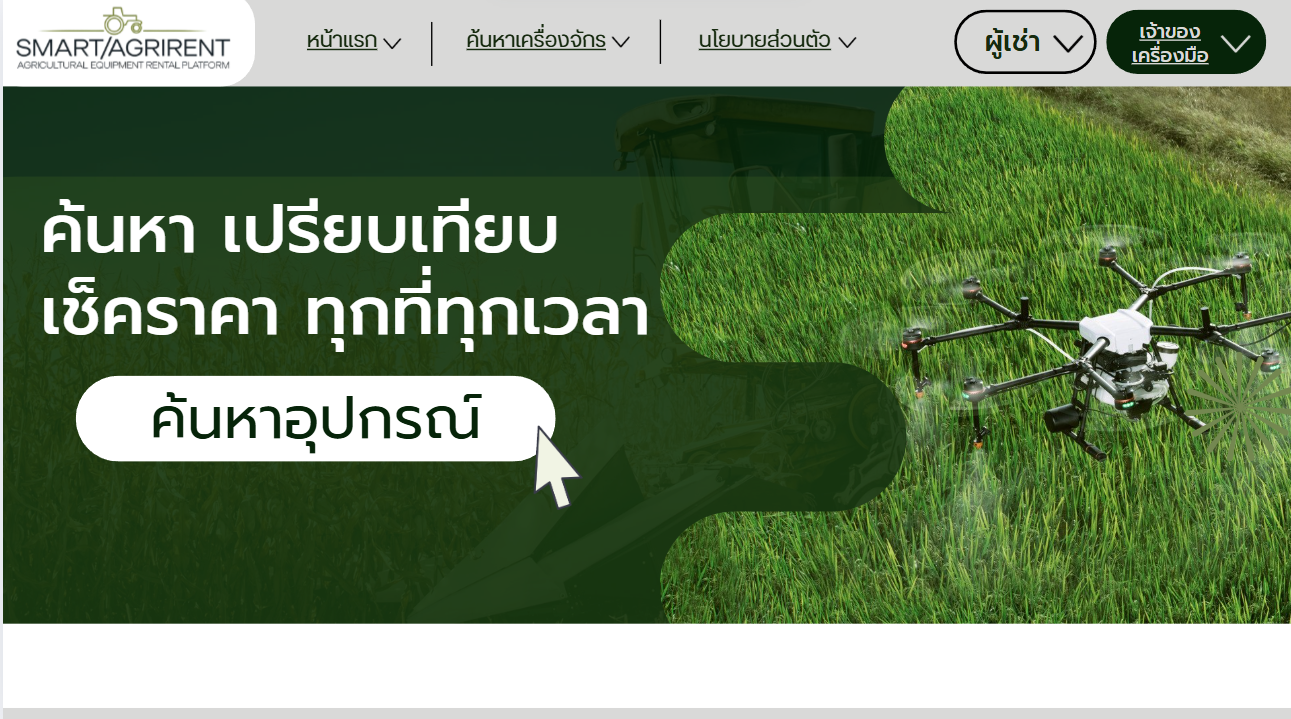 SMART/AGRIRENT
AGRICULTURAL EQUIPMENT RENTAL PLATFORM
หน้าแรก
ค้นหาเครื่องจักร
นโยบายส่วนตัว
ผู้เช่า
เจ้าของ
เครื่องมือ
ค้นหา เปรียบเทียบ
เช็คราคา ทุกที่ทุกเวลา
ค้นหาอุปกรณ์